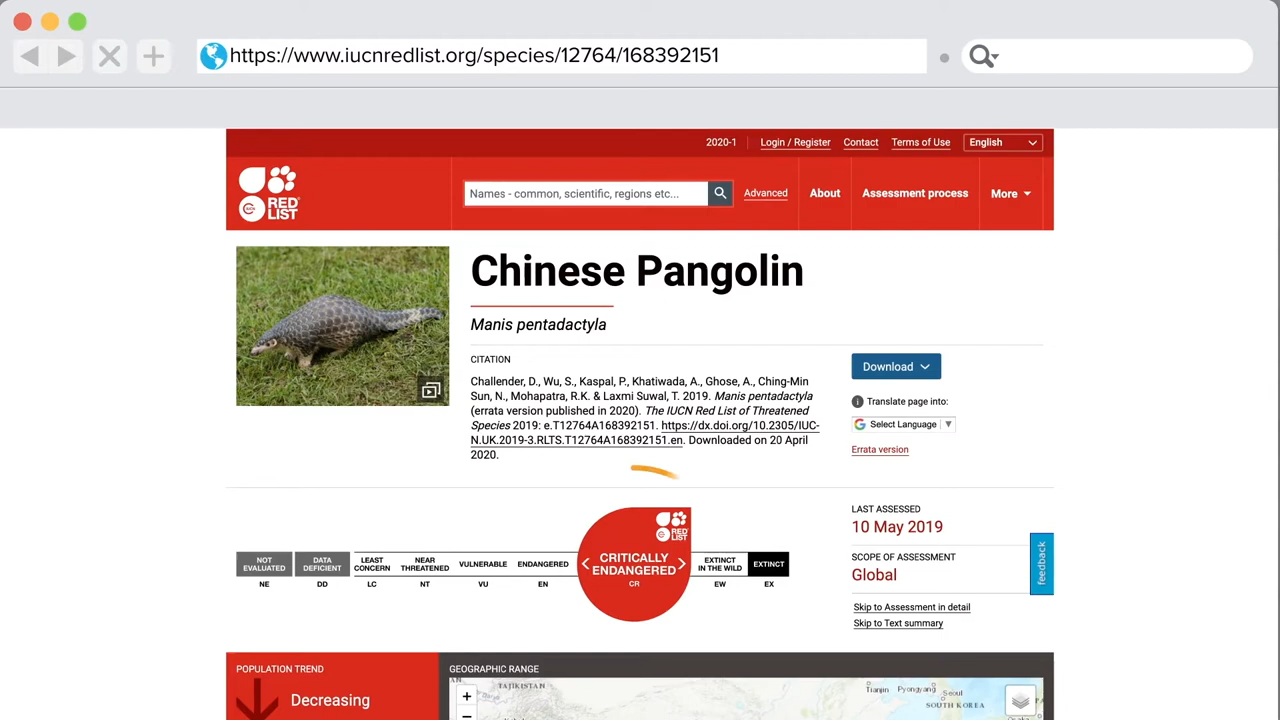 https://www.iucnredlist.org/species/12764/168392151
2020-1 Login / Register Contact Terms of Use English
IUCN RED LIST
Names - common, scientific, regions etc... Advanced About Assessment process More
Chinese Pangolin
Manis pentadactyla
CITATION
Challender, D., Wu, S., Kaspal, P., Khatiwada, A., Ghose, A., Ching-Min
Sun, N., Mohapatra, R.K. & Laxmi Suwal, T. 2019. Manis pentadactyla
(errata version published in 2020). The IUCN Red List of Threatened
Species 2019: e.T12764A168392151. https://dx.doi.org/10.2305/IUC-
N.UK.2019-3.RLTS.T12764A168392151.en. Downloaded on 20 April
2020.
Download
Translate page into:
Select Language
Errata version
NOT EVALUATED
NE
DATA DEFICIENT
DD
LEAST CONCERN
LC
NEAR THREATENED
NT
VULNERABLE
VU
ENDANGERED
EN
RED LIST
CRITICALLY
ENDANGERED
CR
EXTINCT IN THE WILD
EW
EXTINCT
EX
LAST ASSESSED
10 May 2019
SCOPE OF ASSESSMENT
Global
Skip to Assessment in detail
Skip to Text summary
feedback
POPULATION TREND
Decreasing
GEOGRAPHIC RANGE
+
TAJIKISTAN
Tianjin Pyongyang Seoul
SOUTH KOREA